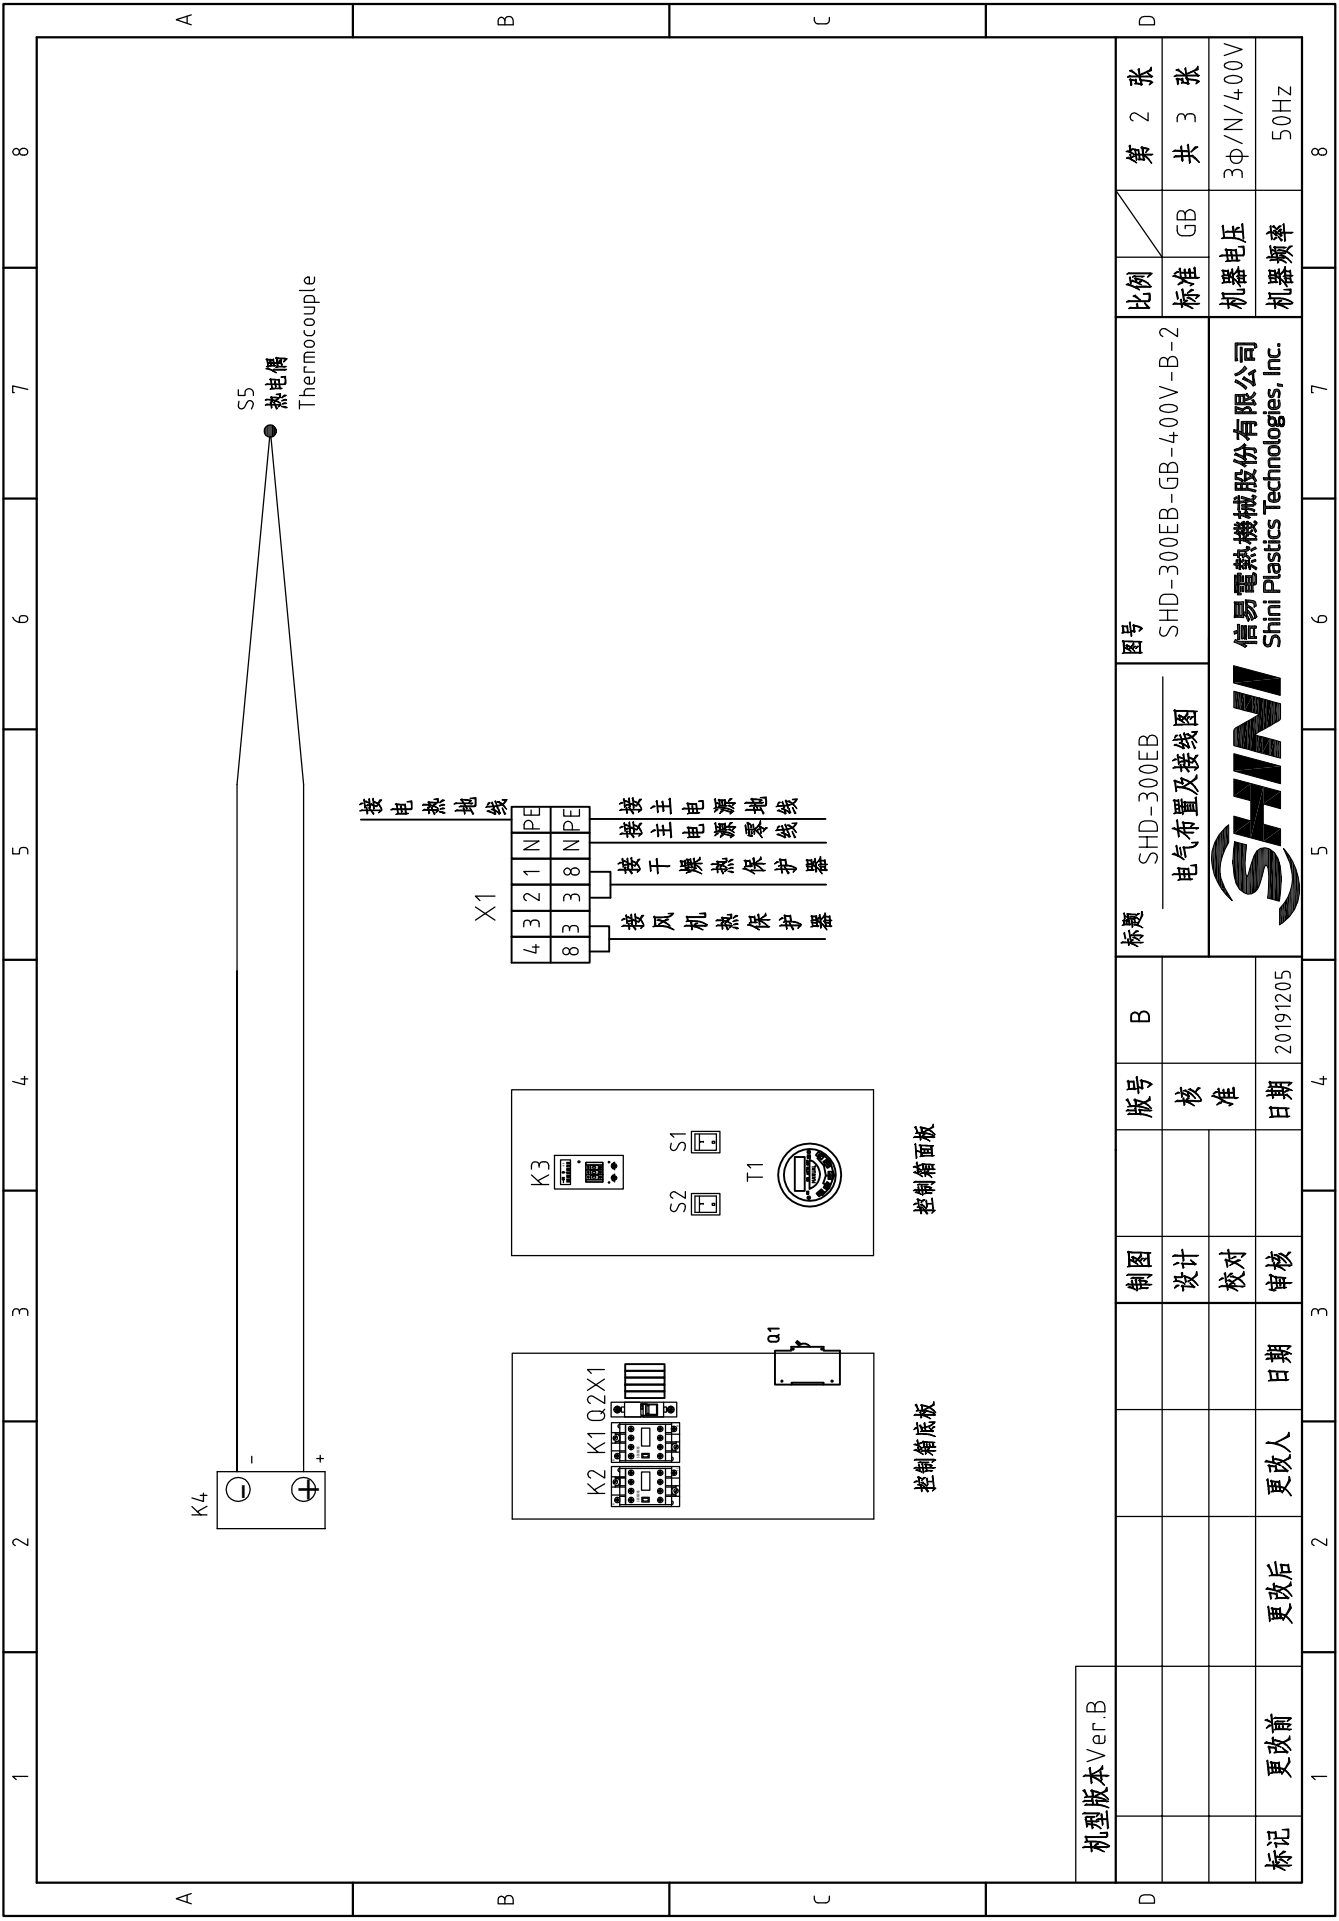 1 2 3 4 5 6 7 8
A
B
C
D
K4
-
+
S5
热电偶
Thermocouple
X1
4 3 2 1 N PE
8 3 3 8 N PE
接电热地线
接主电源地线
接主电源零线
接干燥热保护器
接风机热保护器
K2 K1 Q2 X1
Q1
控制箱底板
K3
S2 S1
T1
控制箱面板
机型版本Ver.B
标记 更改前 更改后 更改人 日期
制图
设计
校对
审核
版号 B
核准
日期 20191205
标题
SHD-300EB
电气布置及接线图
图号
SHD-300EB-GB-400V-B-2
SHINI
信易電熱機械股份有限公司
Shini Plastics Technologies, Inc.
比例 第 2 张
标准 GB 共 3 张
机器电压 3Φ/N/400V
机器频率 50Hz
A
B
C
D
1 2 3 4 5 6 7 8